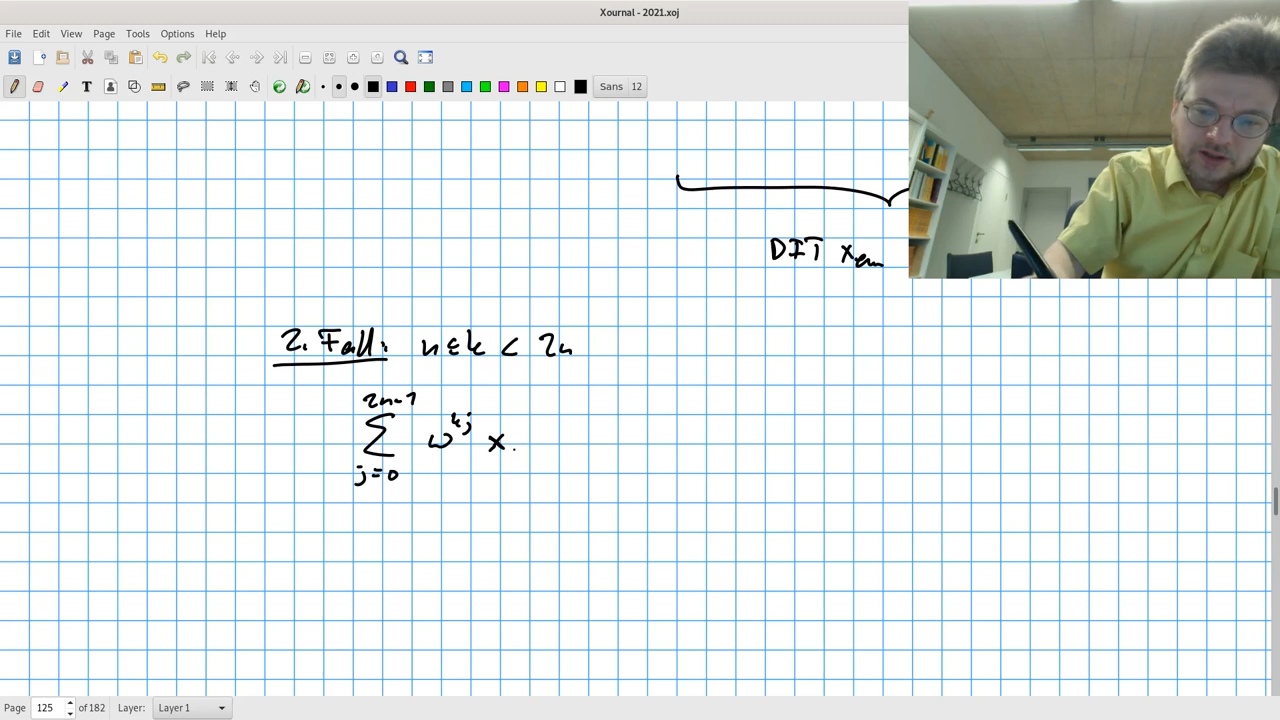 Xournal - 2021.xoj
File Edit View Page Tools Options Help
T Sans 12
2. Fall: n ≤ k < 2n
2n-1
∑ ω^{kj} x.
j=0
DIT x
Page 125 of 182 Layer: Layer 1